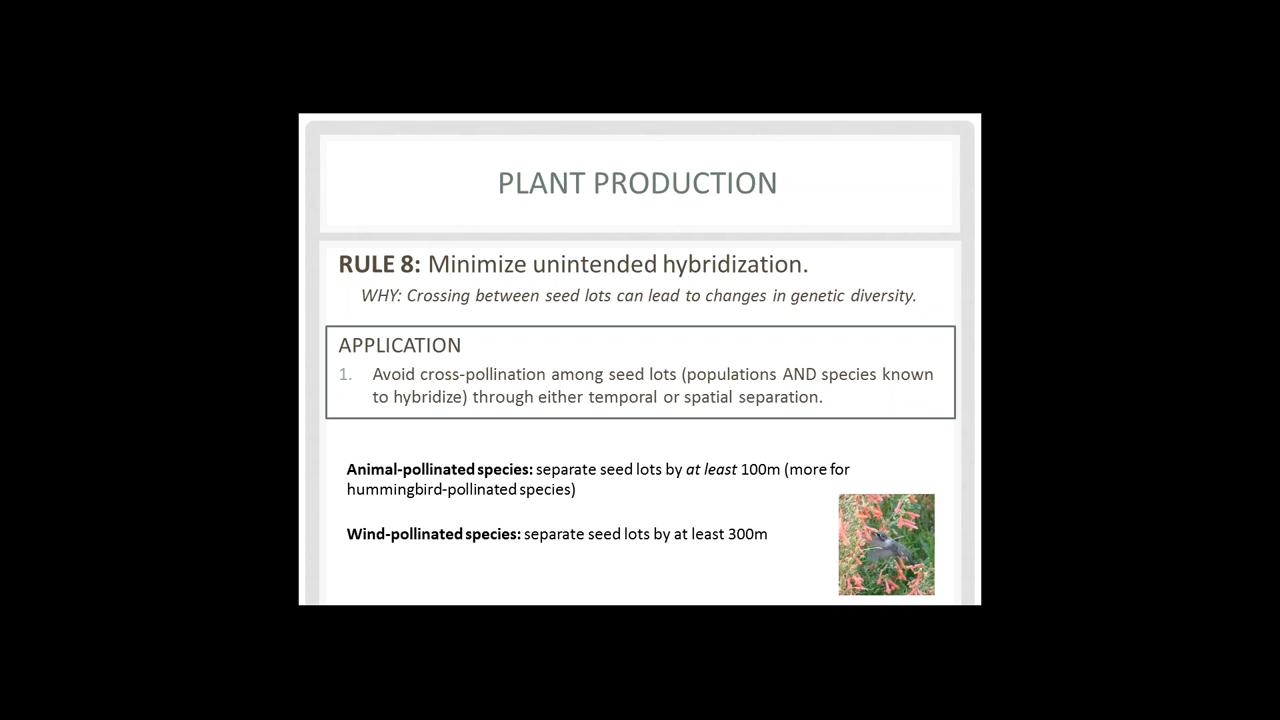 PLANT PRODUCTION
RULE 8: Minimize unintended hybridization.
WHY: Crossing between seed lots can lead to changes in genetic diversity.
APPLICATION
1. Avoid cross-pollination among seed lots (populations AND species known
to hybridize) through either temporal or spatial separation.
Animal-pollinated species: separate seed lots by at least 100m (more for
hummingbird-pollinated species)
Wind-pollinated species: separate seed lots by at least 300m